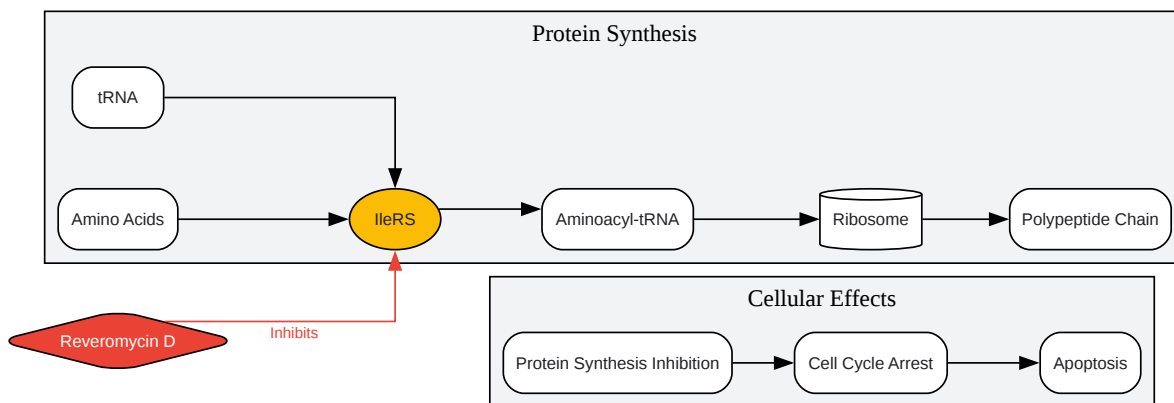 Protein Synthesis
tRNA
Amino Acids
IleRS
Aminoacyl-tRNA
Ribosome
Polypeptide Chain
Reveromycin D
Inhibits
Cellular Effects
Protein Synthesis Inhibition
Cell Cycle Arrest
Apoptosis